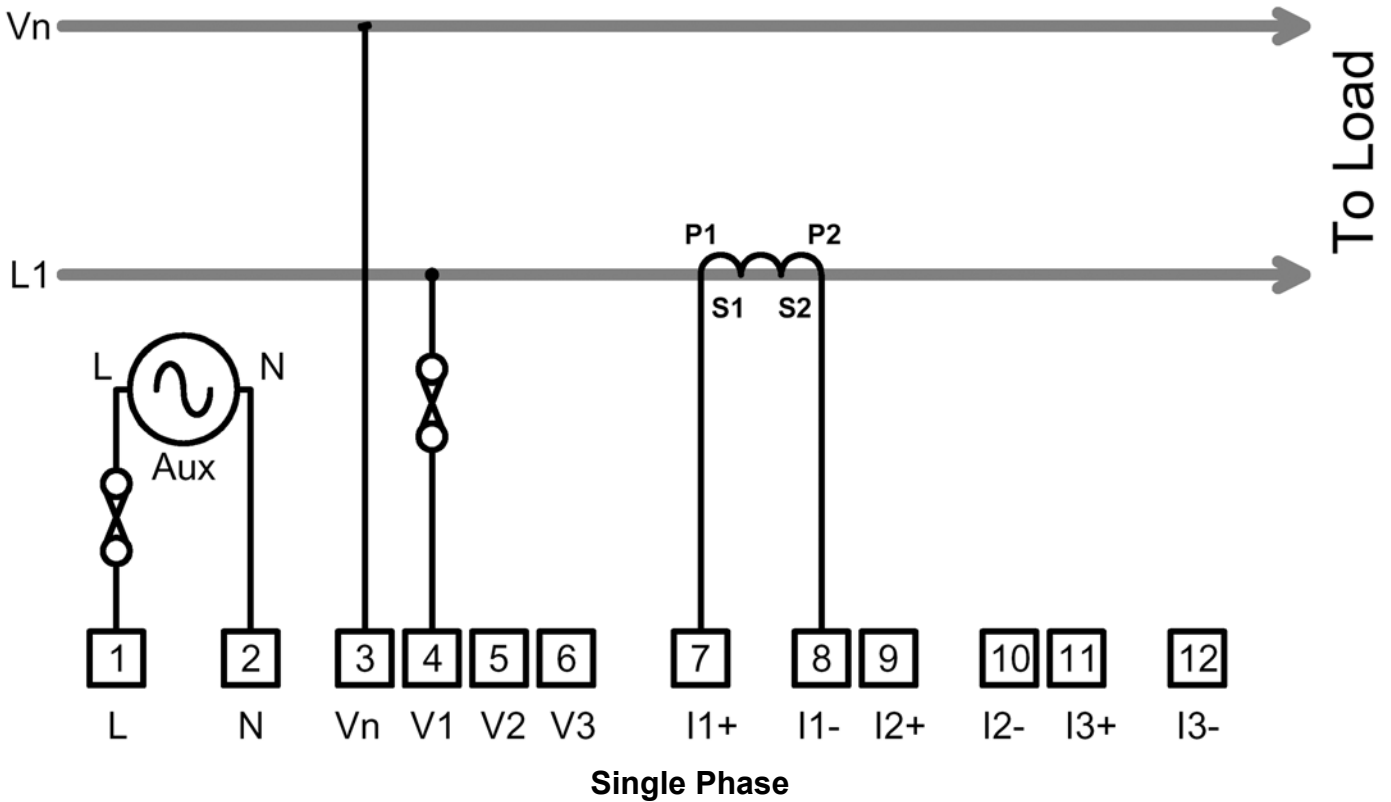 Vn
To Load
P1 P2
L1
S1 S2
L N
Aux
1 2 3 4 5 6 7 8 9 10 11 12
L N Vn V1 V2 V3 I1+ I1- I2+ I2- I3+ I3-
Single Phase